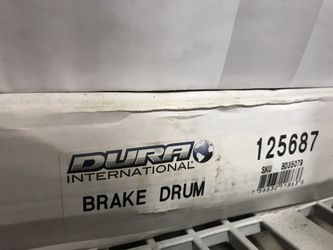 DURA
INTERNATIONAL
BRAKE DRUM
125687
SKU BD35079